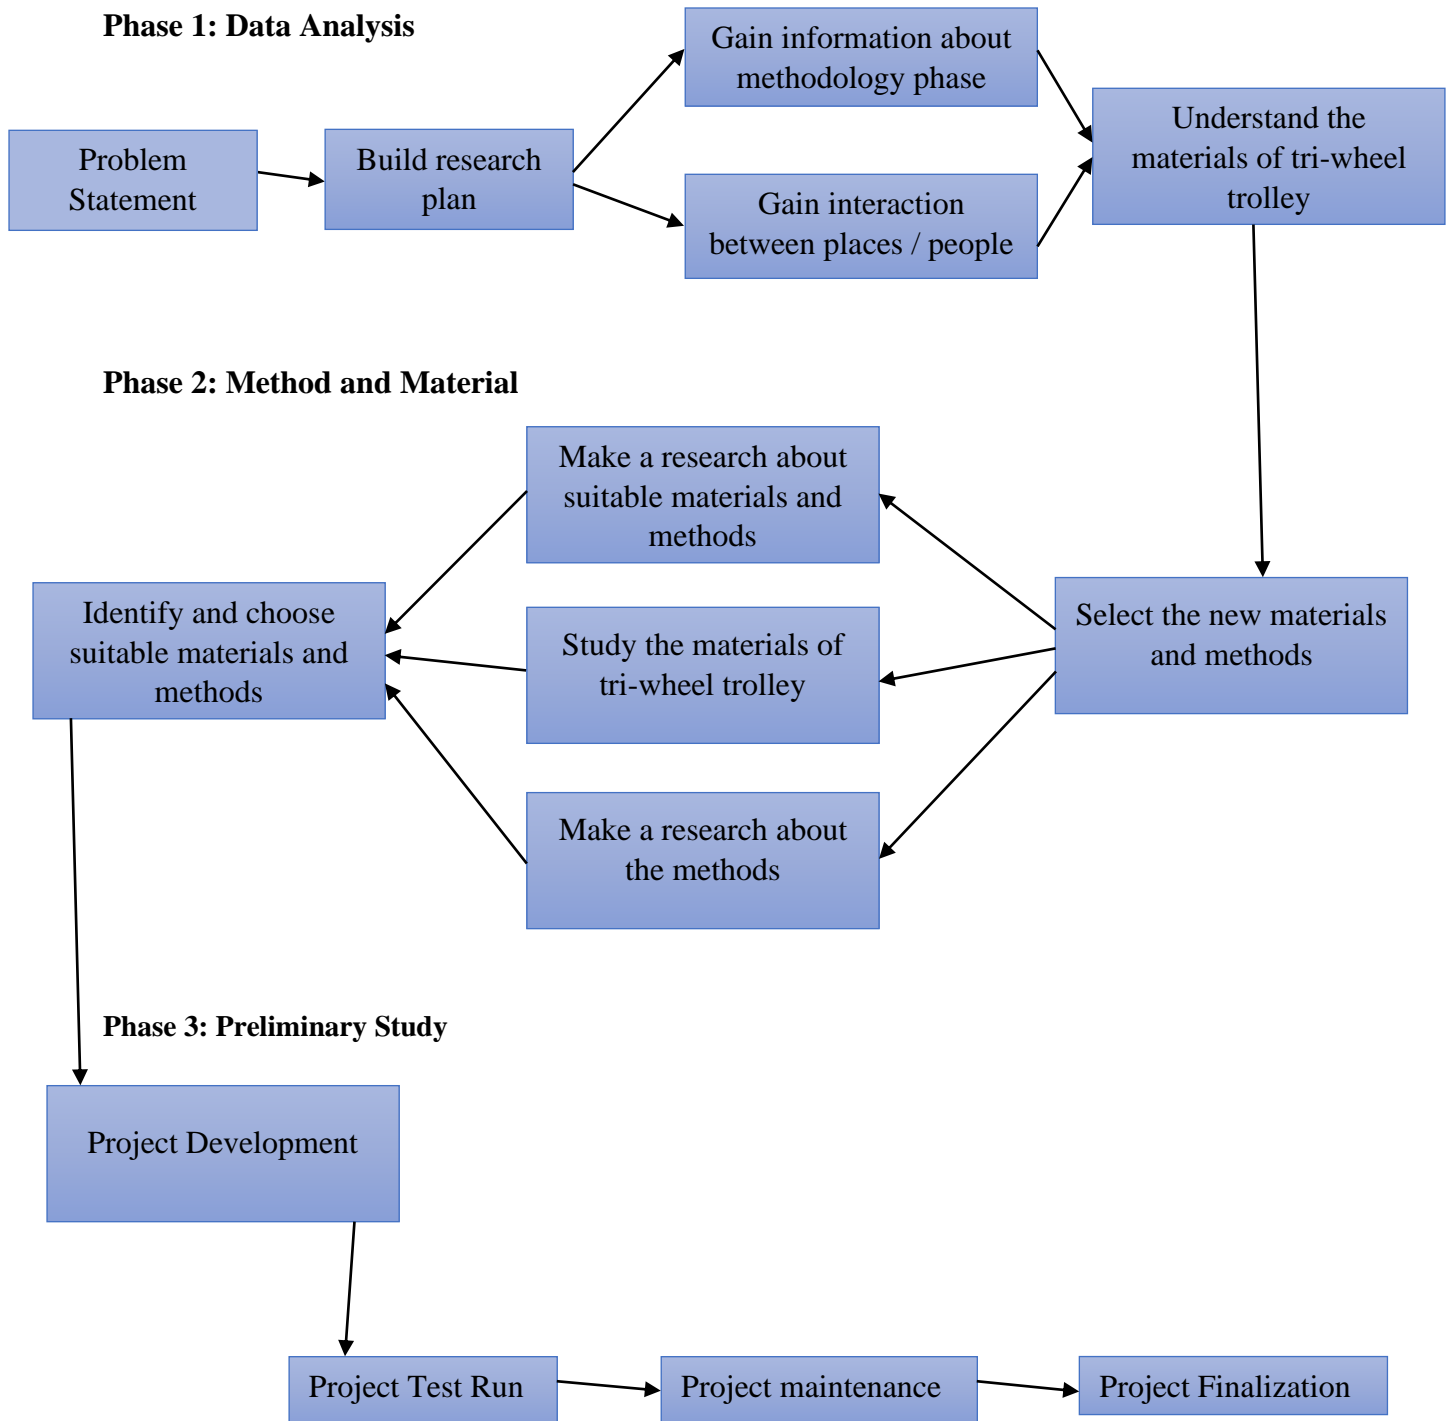 Phase 1: Data Analysis
Problem
Statement
Build research
plan
Gain information about
methodology phase
Gain interaction
between places / people
Understand the
materials of tri-wheel
trolley
Phase 2: Method and Material
Select the new materials
and methods
Make a research about
suitable materials and
methods
Study the materials of
tri-wheel trolley
Make a research about
the methods
Identify and choose
suitable materials and
methods
Phase 3: Preliminary Study
Project Development
Project Test Run
Project maintenance
Project Finalization